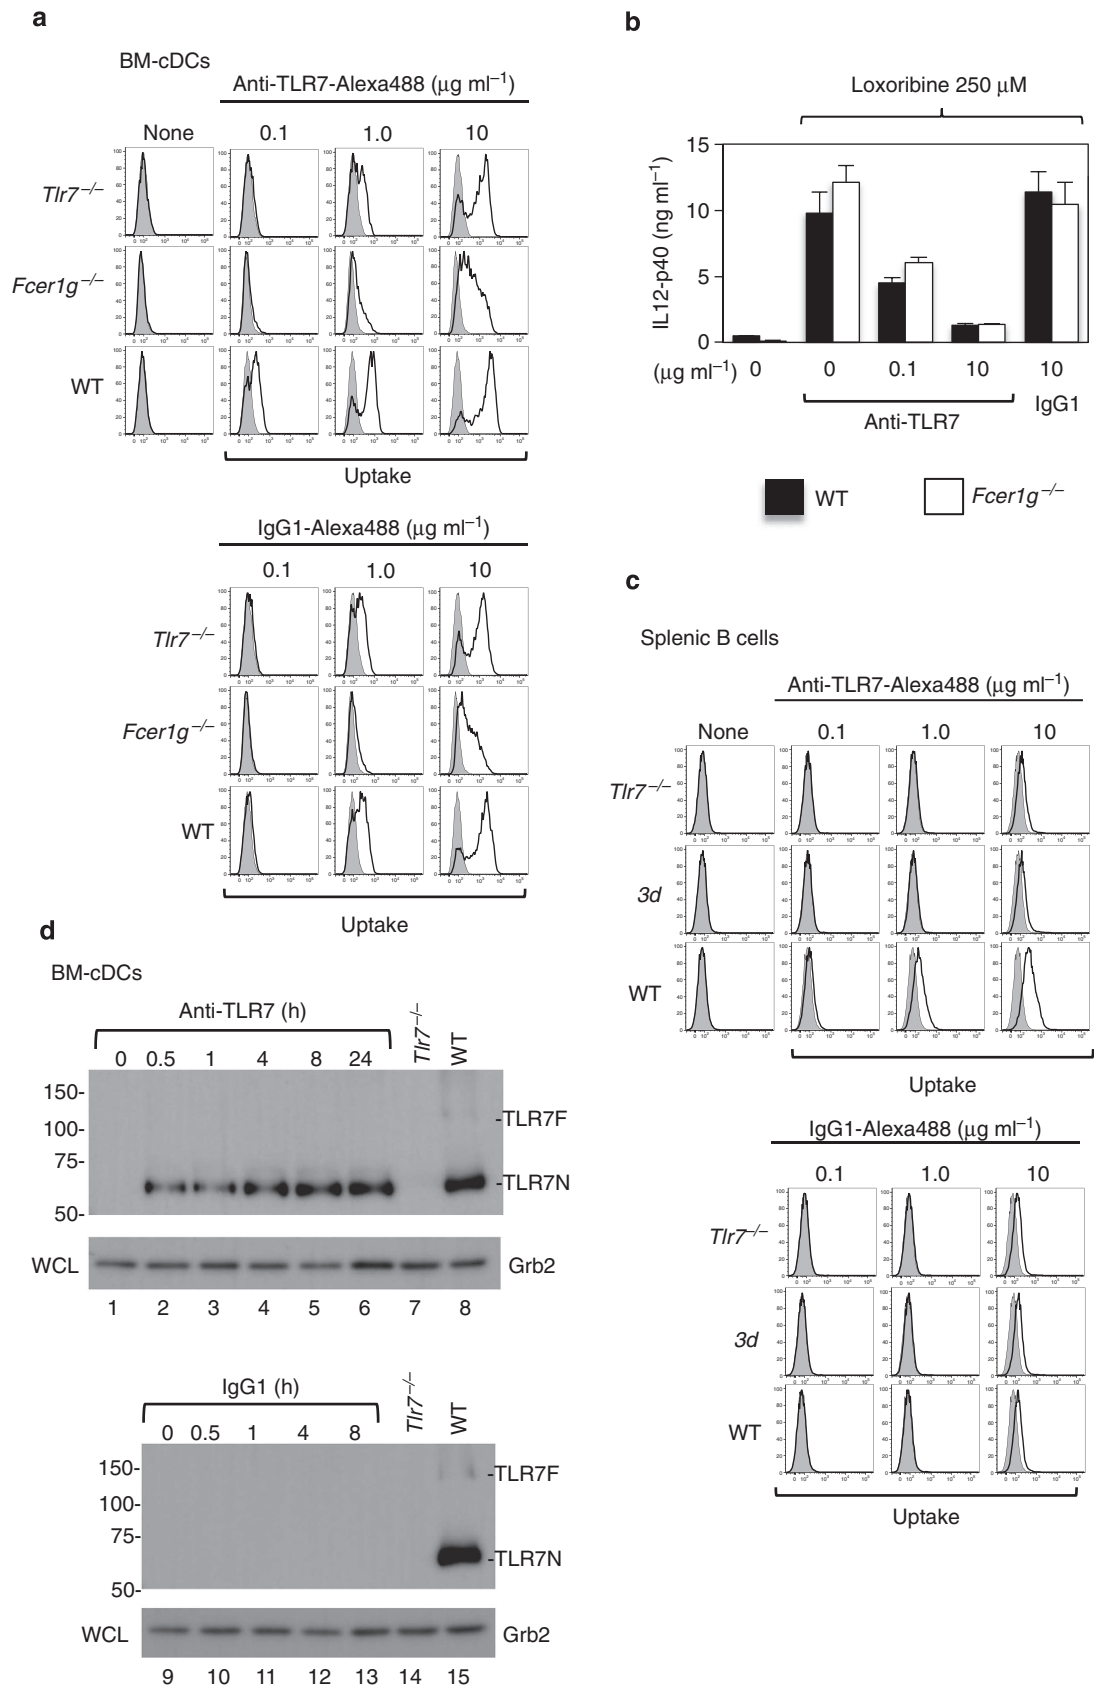 a
BM-cDCs
Anti-TLR7-Alexa488 (μg ml–1)
None 0.1 1.0 10
Tlr7–/–
Fcer1g–/–
WT
Uptake
IgG1-Alexa488 (μg ml–1)
0.1 1.0 10
Tlr7–/–
Fcer1g–/–
WT
Uptake
b
Loxoribine 250 μM
IL12-p40 (ng ml–1)
15
10
5
0
(μg ml–1) 0 0 0.1 10 10
Anti-TLR7
IgG1
WT
Fcer1g–/–
c
Splenic B cells
Anti-TLR7-Alexa488 (μg ml–1)
None 0.1 1.0 10
Tlr7–/–
3d
WT
Uptake
IgG1-Alexa488 (μg ml–1)
0.1 1.0 10
Tlr7–/–
3d
WT
Uptake
d
BM-cDCs
Anti-TLR7 (h)
0 0.5 1 4 8 24 Tlr7–/– WT
150-
100-
75-
50-
-TLR7F
-TLR7N
WCL
Grb2
1 2 3 4 5 6 7 8
IgG1 (h)
0 0.5 1 4 8 Tlr7–/– WT
150-
100-
75-
50-
-TLR7F
-TLR7N
WCL
Grb2
9 10 11 12 13 14 15